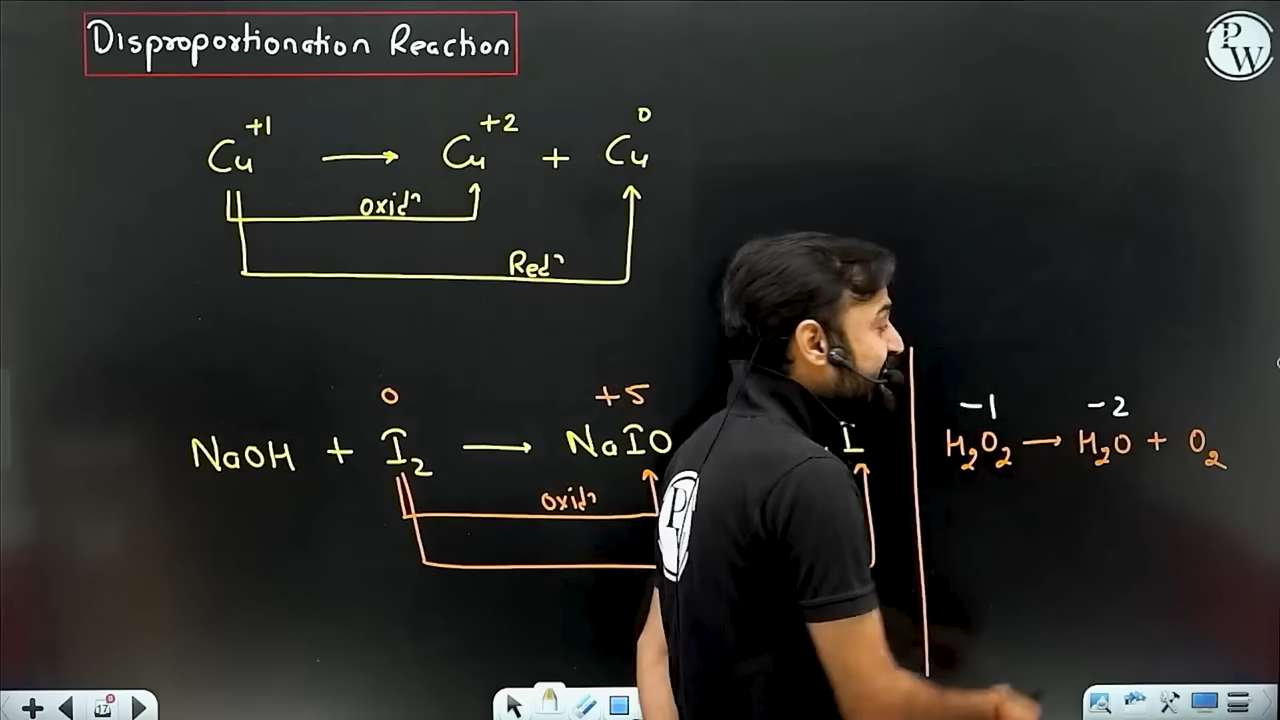 Disproportionation Reaction
PW
+1 +2 0
Cu ⟶ Cu + Cu
oxidⁿ
Redⁿ
0 +5 -1 -2
NaOH + I₂ ⟶ NaIO I H₂O₂ ⟶ H₂O + O₂
oxidⁿ
P
17